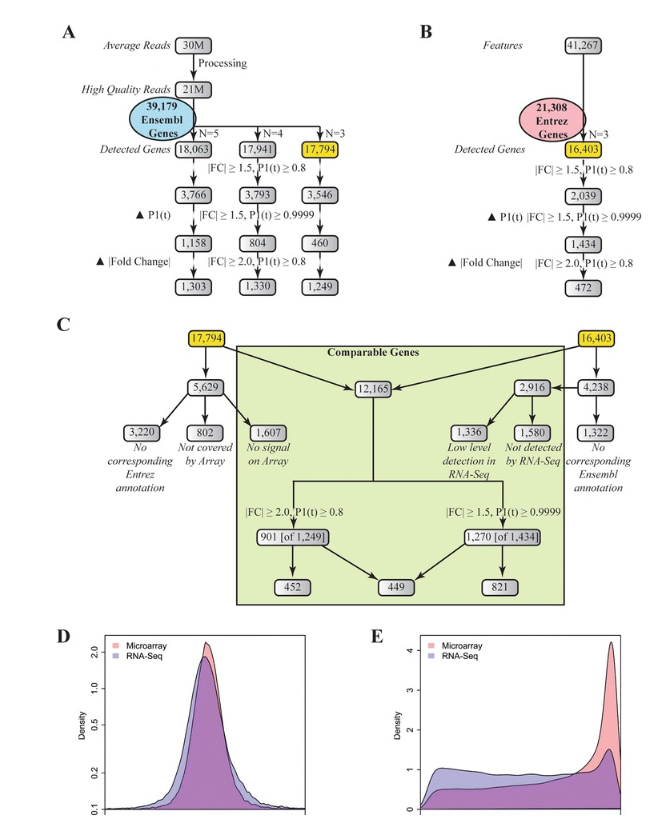 A
Average Reads 30M
Processing
High Quality Reads 21M
39,179
Ensembl
Genes
N=5 N=4 N=3
Detected Genes 18,063 17,941 17,794
|FC| ≥ 1.5, P1(t) ≥ 0.8
3,766 3,793 3,546
▲ P1(t) |FC| ≥ 1.5, P1(t) ≥ 0.9999
1,158 804 460
▲ |Fold Change| |FC| ≥ 2.0, P1(t) ≥ 0.8
1,303 1,330 1,249
B
Features 41,267
21,308
Entrez
Genes
N=3
Detected Genes 16,403
|FC| ≥ 1.5, P1(t) ≥ 0.8
2,039
▲ P1(t) |FC| ≥ 1.5, P1(t) ≥ 0.9999
1,434
▲ |Fold Change| |FC| ≥ 2.0, P1(t) ≥ 0.8
472
C
17,794 16,403
Comparable Genes
5,629 12,165 2,916 4,238
3,220 802 1,607 1,336 1,580 1,322
No
corresponding
Entrez
annotation
Not covered
by Array
No signal
on Array
Low level
detection in
RNA-Seq
Not detected
by RNA-Seq
No
corresponding
Ensembl
annotation
|FC| ≥ 2.0, P1(t) ≥ 0.8 |FC| ≥ 1.5, P1(t) ≥ 0.9999
901 [of 1,249] 1,270 [of 1,434]
452 449 821
D
Microarray
RNA-Seq
Density
2.0
1.0
0.5
0.2
0.1
E
Microarray
RNA-Seq
Density
4
3
2
1
0